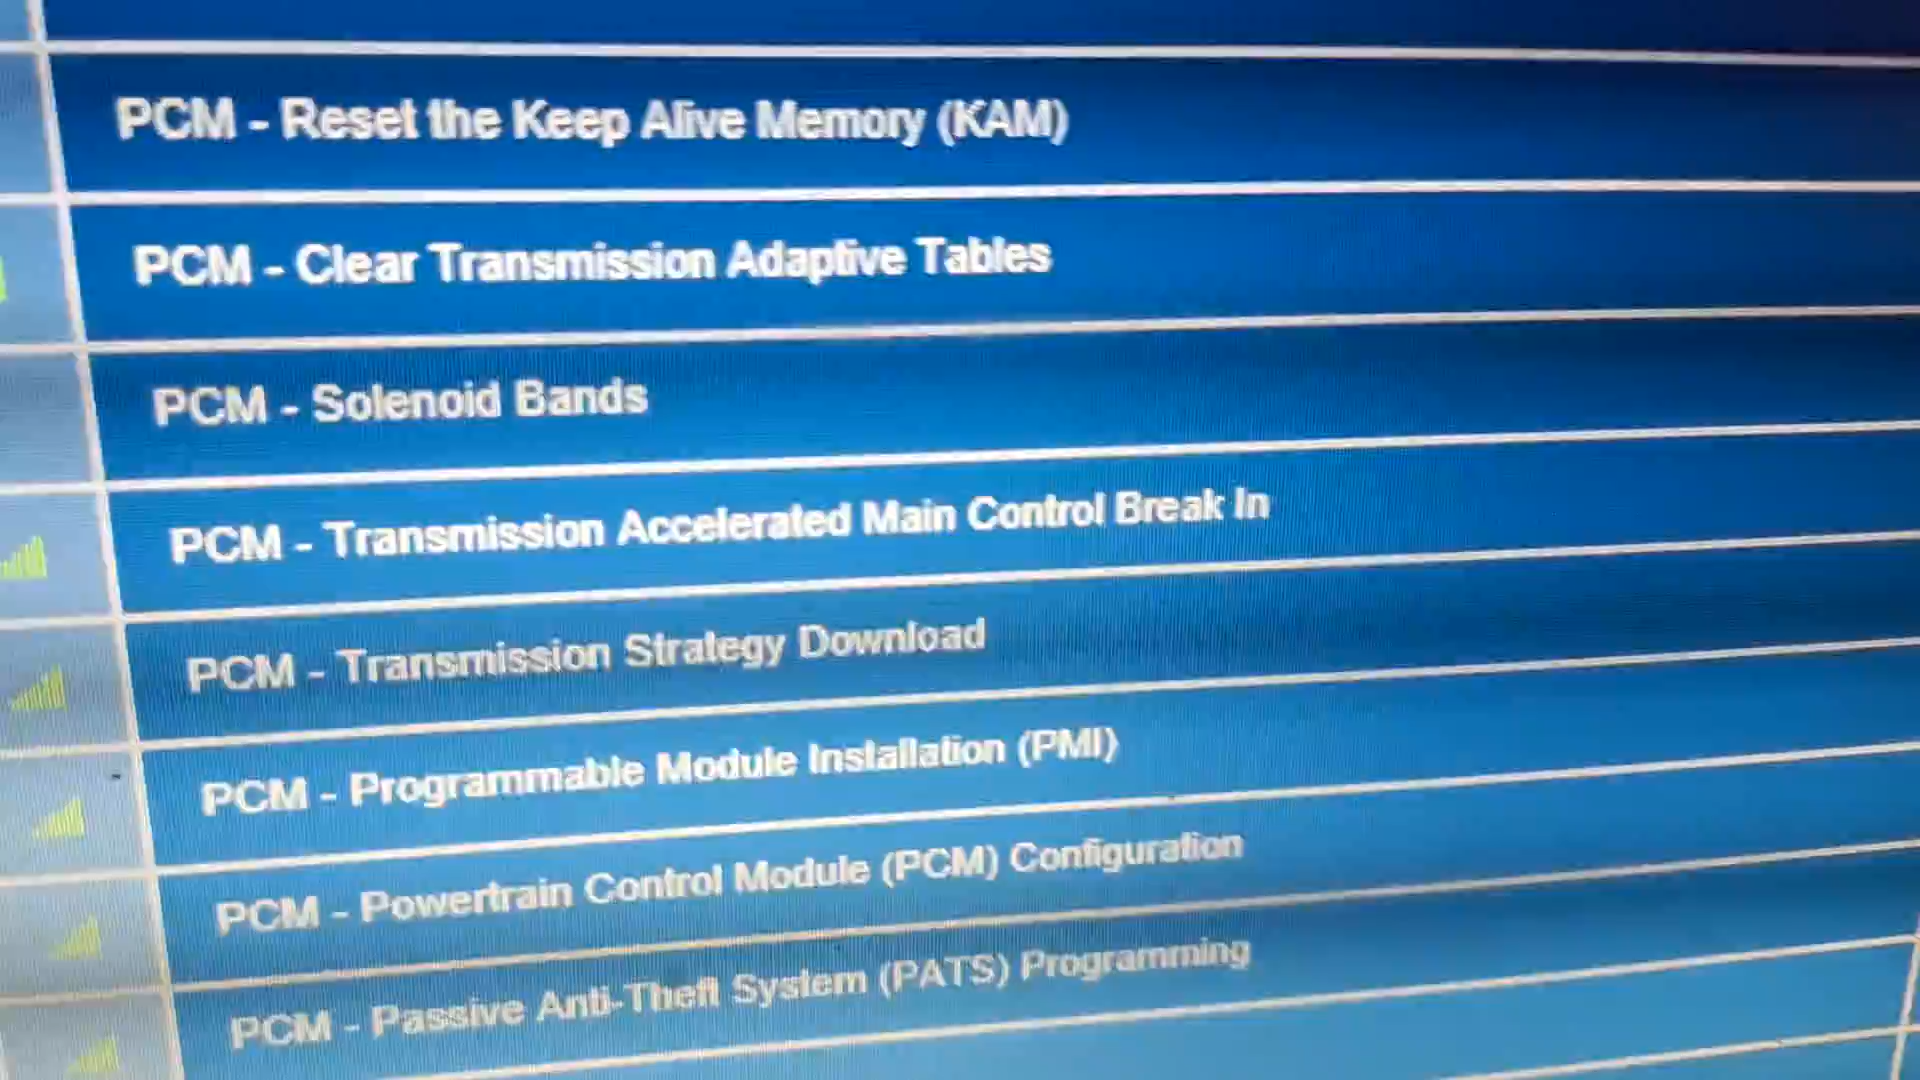 PCM - Reset the Keep Alive Memory (KAM)
PCM - Clear Transmission Adaptive Tables
PCM - Solenoid Bands
PCM - Transmission Accelerated Main Control Break In
PCM - Transmission Strategy Download
PCM - Programmable Module Installation (PMI)
PCM - Powertrain Control Module (PCM) Configuration
PCM - Passive Anti-Theft System (PATS) Programming